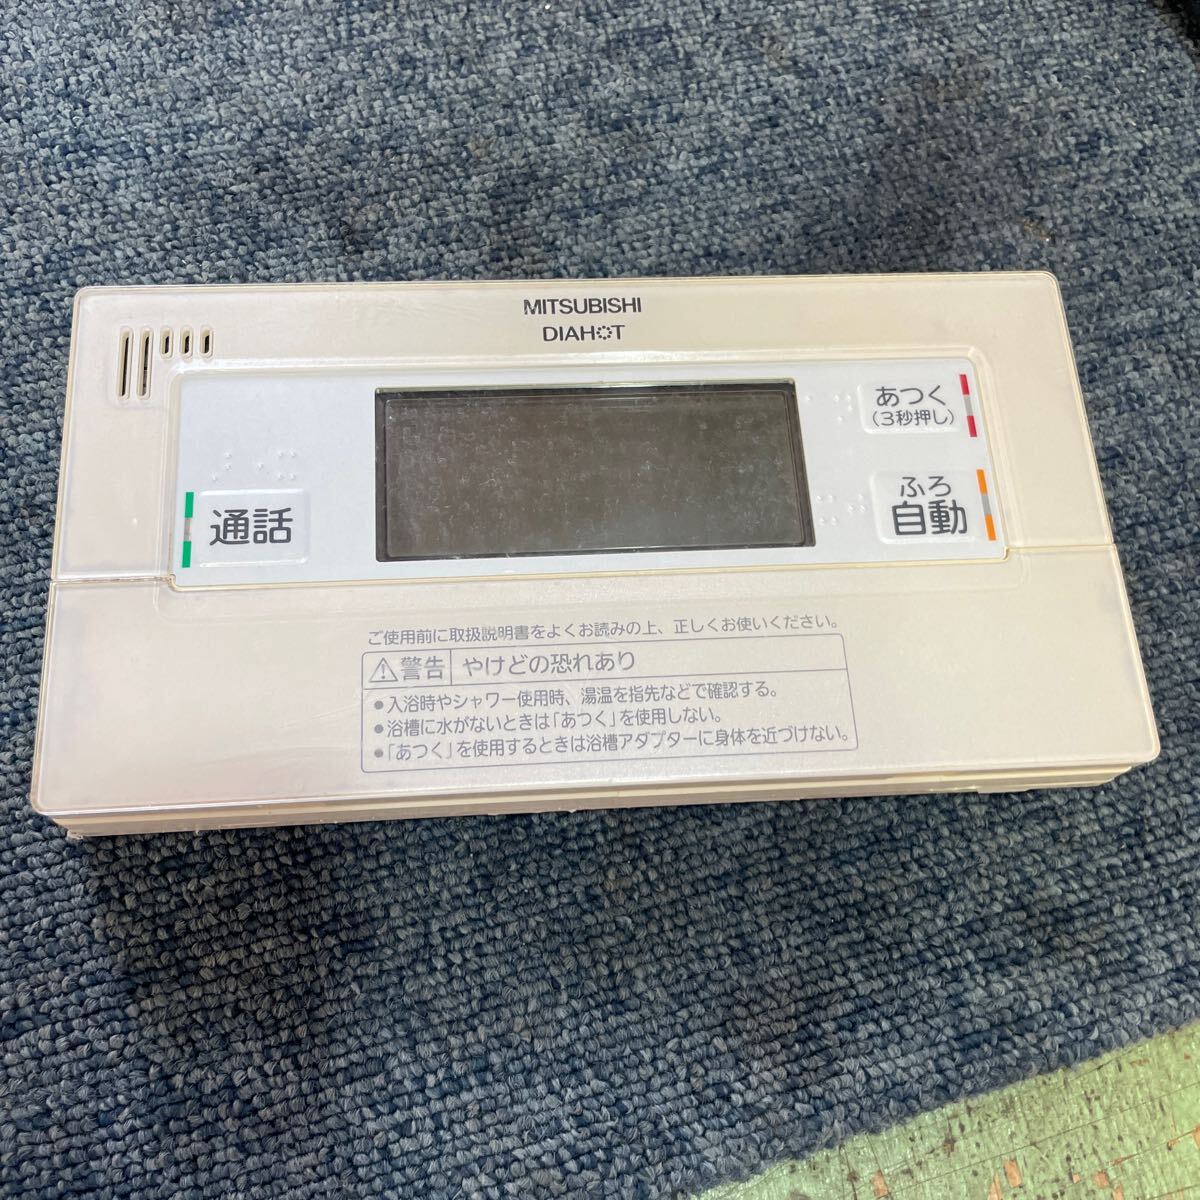 MITSUBISHI
DIAHOT
あつく
(3秒押し)
通話
ふろ
自動
ご使用前に取扱説明書をよくお読みの上、正しくお使いください。
警告 やけどの恐れあり
●入浴時やシャワー使用時、湯温を指先などで確認する。
●浴槽に水がないときは「あつく」を使用しない。
●「あつく」を使用するときは浴槽アダプターに身体を近づけない。